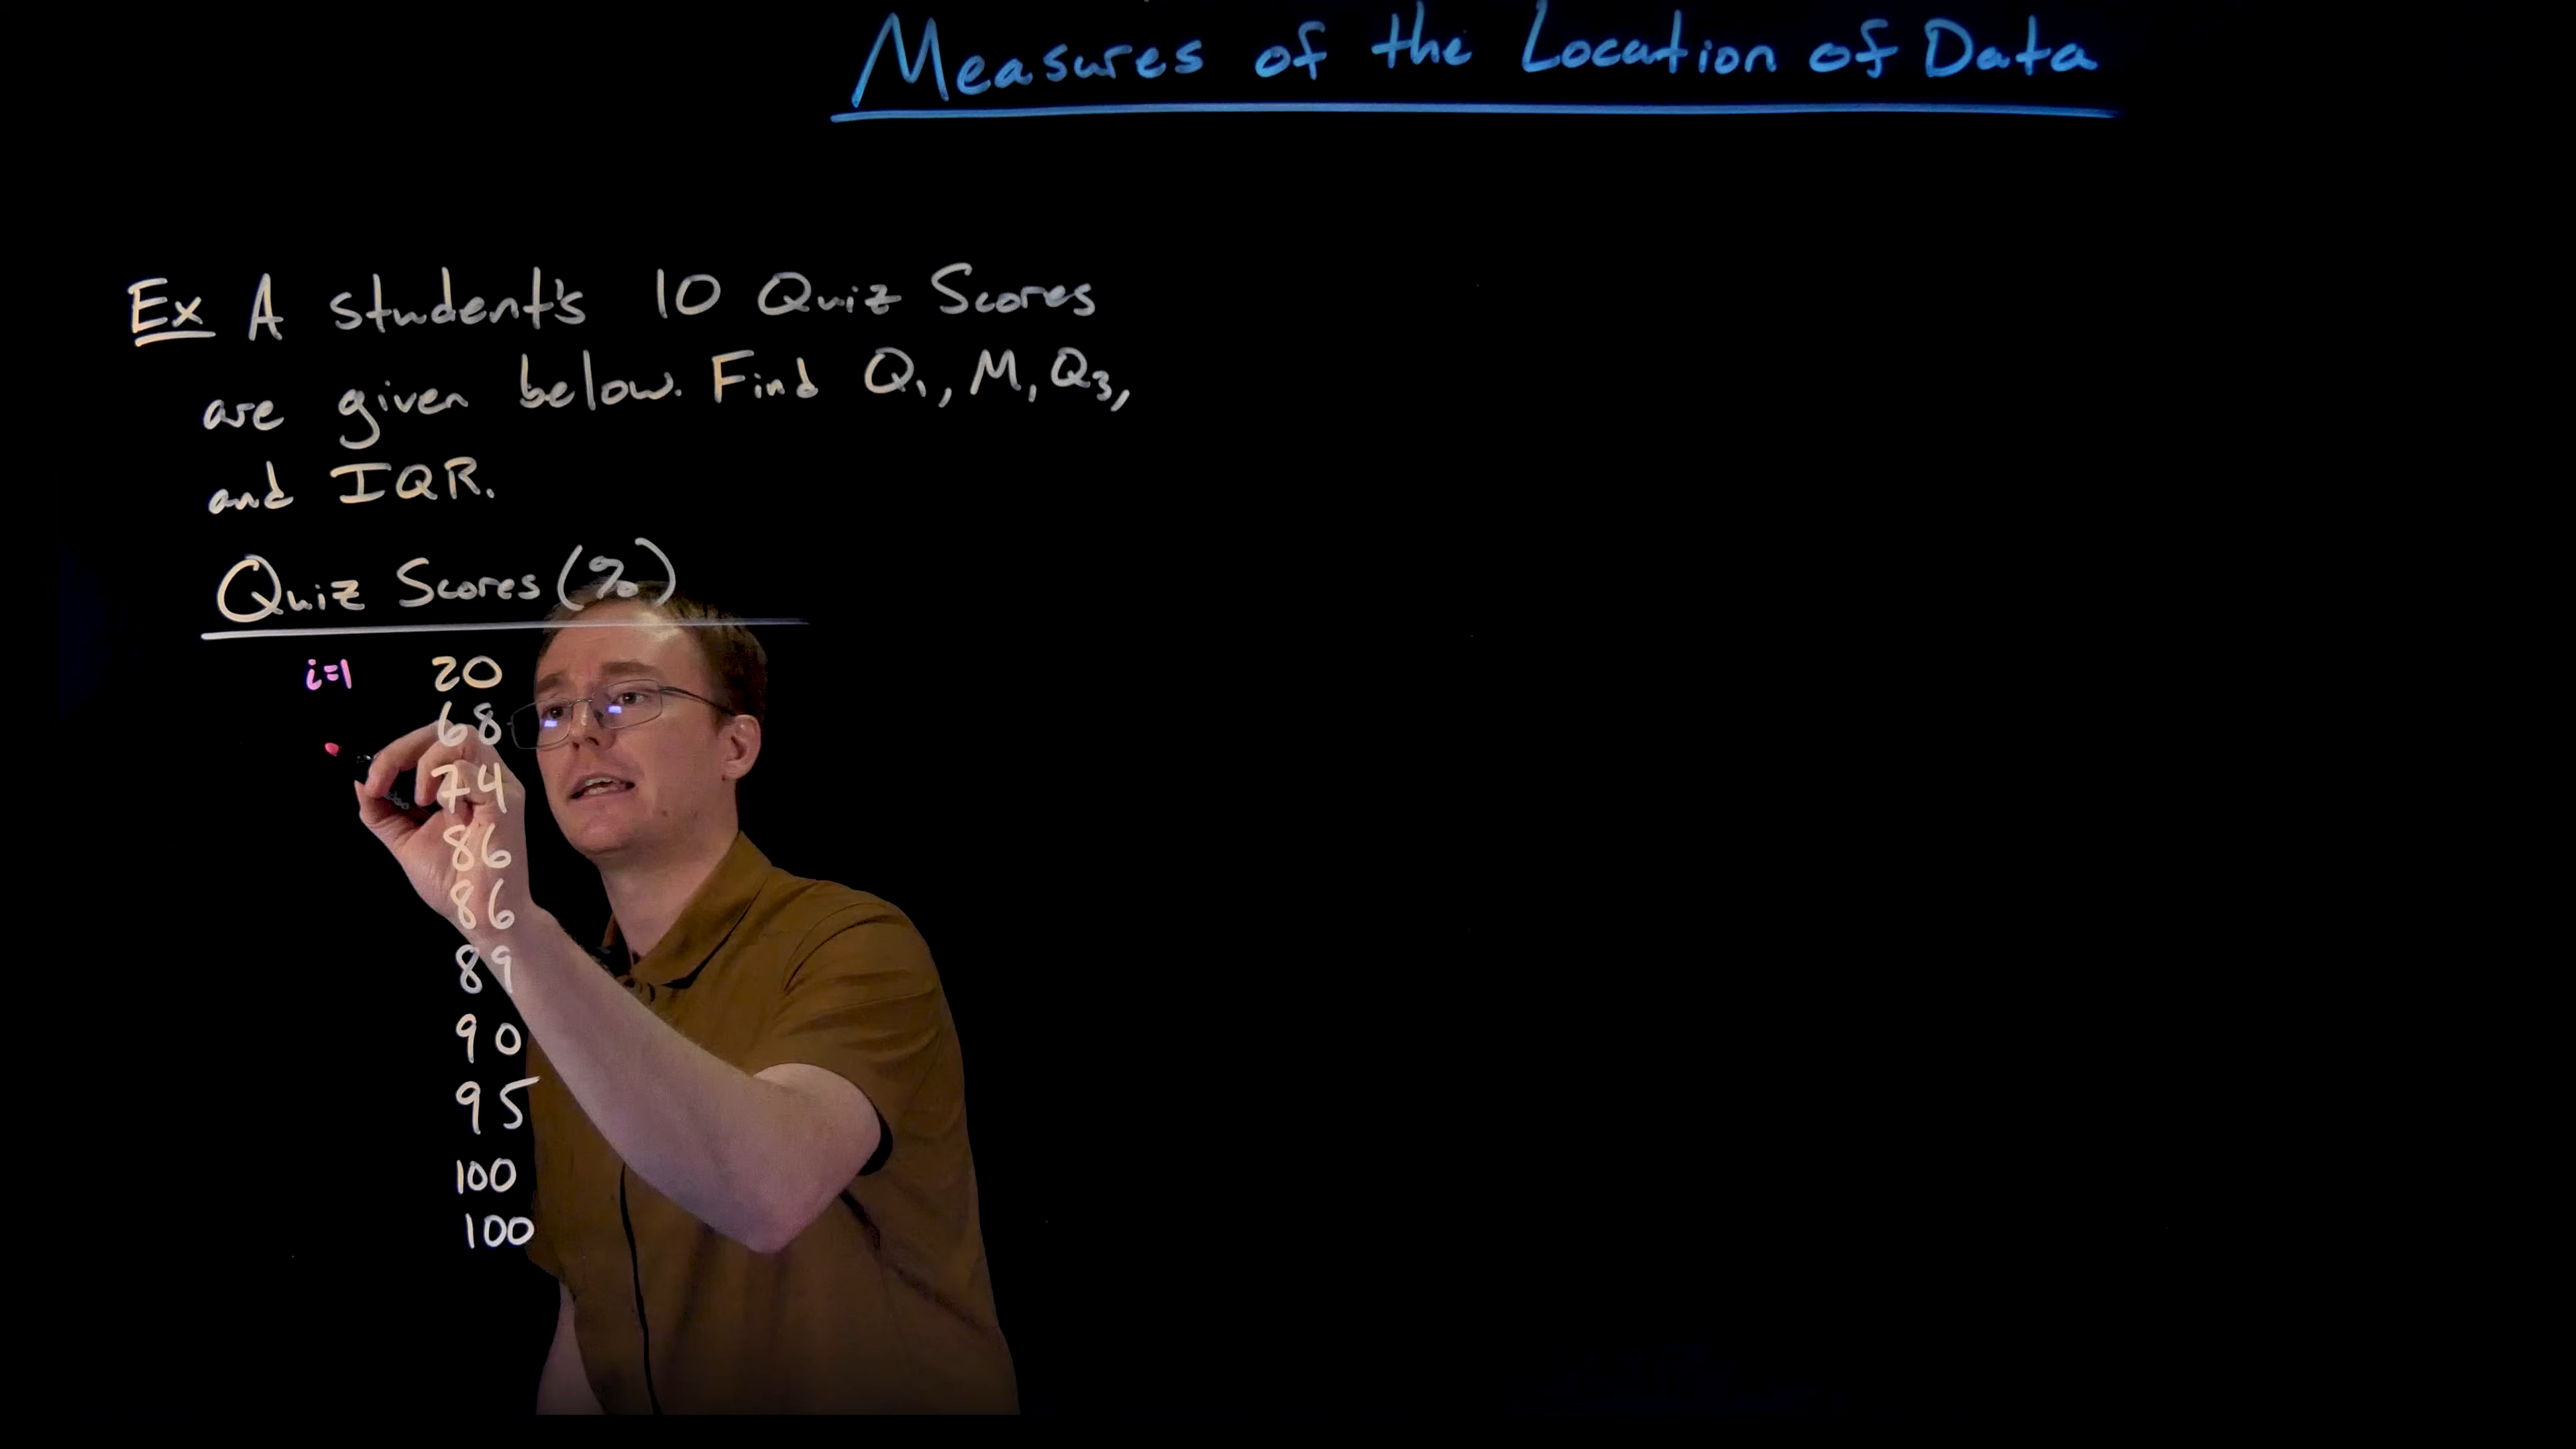 Measures of the Location of Data
Ex A student's 10 Quiz Scores
are given below. Find Q1, M, Q3,
and IQR.
Quiz Scores (%)
i=1 20
68
74
86
86
89
90
95
100
100